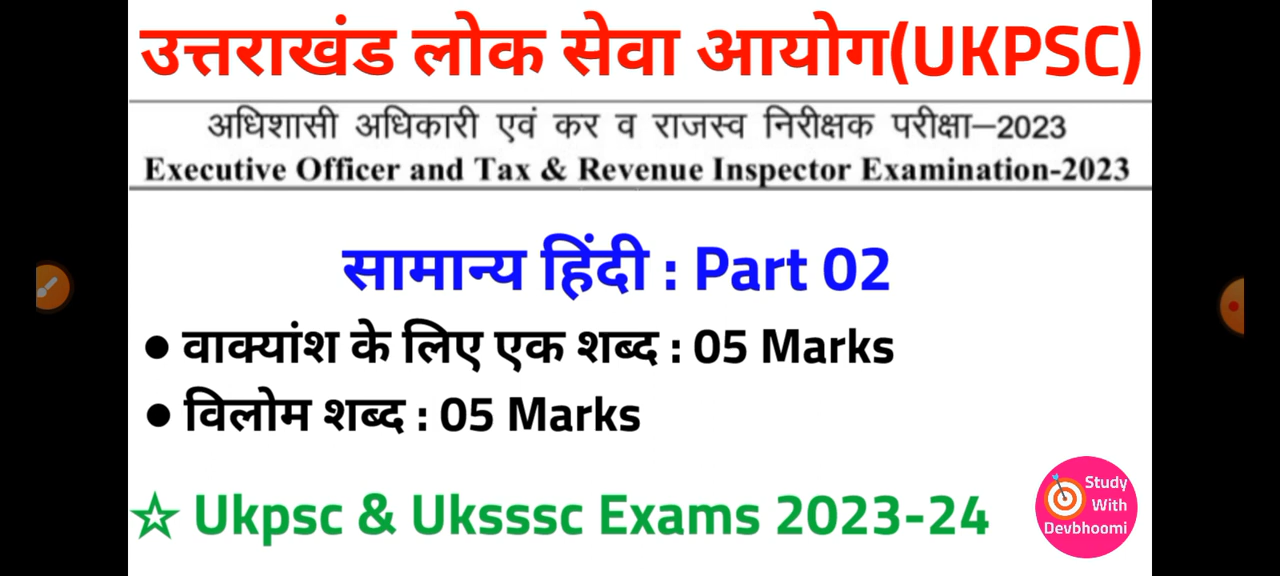 उत्तराखंड लोक सेवा आयोग(UKPSC)
अधिशासी अधिकारी एवं कर व राजस्व निरीक्षक परीक्षा–2023
Executive Officer and Tax & Revenue Inspector Examination-2023
सामान्य हिंदी : Part 02
● वाक्यांश के लिए एक शब्द : 05 Marks
● विलोम शब्द : 05 Marks
☆ Ukpsc & Uksssc Exams 2023-24
Study
With
Devbhoomi